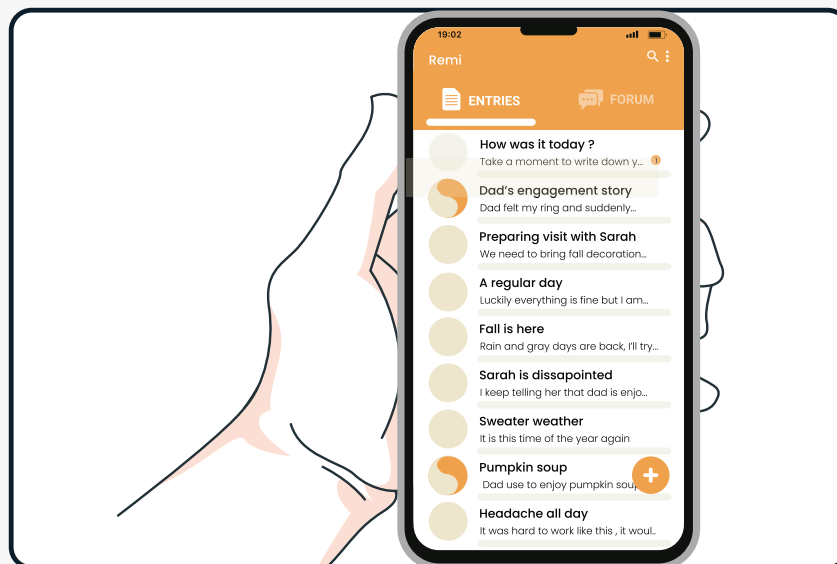 19:02
Remi
ENTRIES
FORUM
How was it today ?
Take a moment to write down y...
1
Dad's engagement story
Dad felt my ring and suddenly...
Preparing visit with Sarah
We need to bring fall decoration...
A regular day
Luckily everything is fine but I am...
Fall is here
Rain and gray days are back, I'll try...
Sarah is dissapointed
I keep telling her that dad is enjo...
Sweater weather
It is this time of the year again
Pumpkin soup
Dad use to enjoy pumpkin soup
Headache all day
It was hard to work like this , it woul..